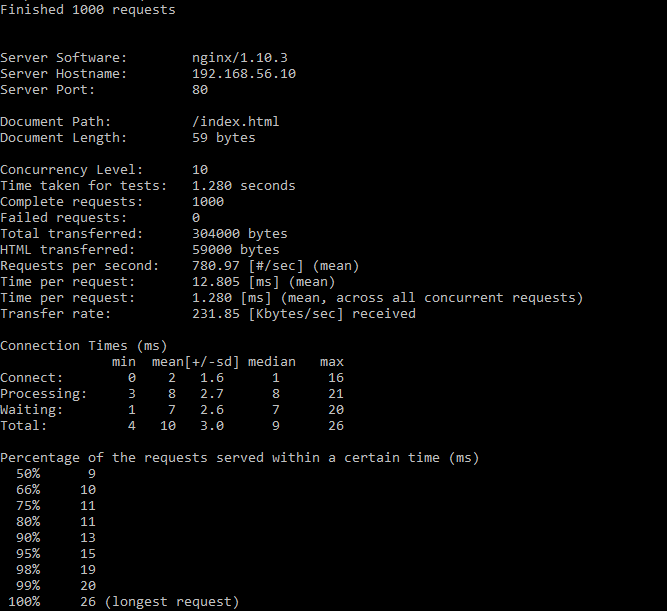 Finished 1000 requests
Server Software: nginx/1.10.3
Server Hostname: 192.168.56.10
Server Port: 80
Document Path: /index.html
Document Length: 59 bytes
Concurrency Level: 10
Time taken for tests: 1.280 seconds
Complete requests: 1000
Failed requests: 0
Total transferred: 304000 bytes
HTML transferred: 59000 bytes
Requests per second: 780.97 [#/sec] (mean)
Time per request: 12.805 [ms] (mean)
Time per request: 1.280 [ms] (mean, across all concurrent requests)
Transfer rate: 231.85 [Kbytes/sec] received
Connection Times (ms)
min mean[+/-sd] median max
Connect: 0 2 1.6 1 16
Processing: 3 8 2.7 8 21
Waiting: 1 7 2.6 7 20
Total: 4 10 3.0 9 26
Percentage of the requests served within a certain time (ms)
50% 9
66% 10
75% 11
80% 11
90% 13
95% 15
98% 19
99% 20
100% 26 (longest request)